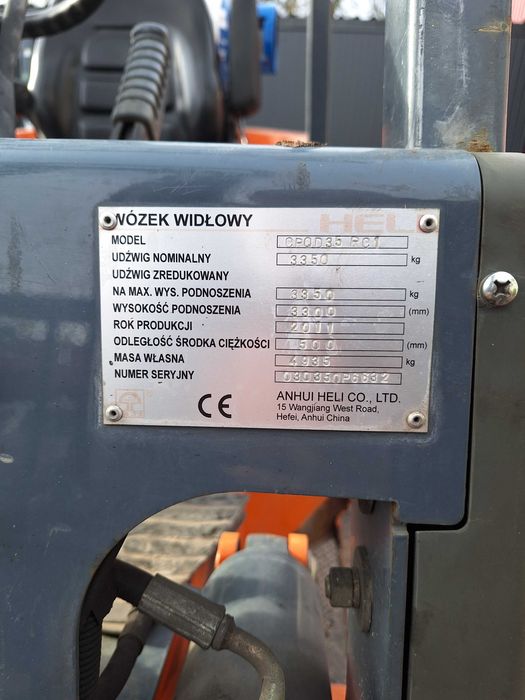 WÓZEK WIDŁOWY HELI
MODEL CPQD35 RC1
UDŹWIG NOMINALNY 3350 kg
UDŹWIG ZREDUKOWANY
NA MAX. WYS. PODNOSZENIA 3350 kg
WYSOKOŚĆ PODNOSZENIA 3300 (mm)
ROK PRODUKCJI 2011
ODLEGŁOŚĆ ŚRODKA CIĘŻKOŚCI 500 (mm)
MASA WŁASNA 4935 kg
NUMER SERYJNY 030350P6632
CE
ANHUI HELI CO., LTD.
15 Wangjiang West Road,
Hefei, Anhui China